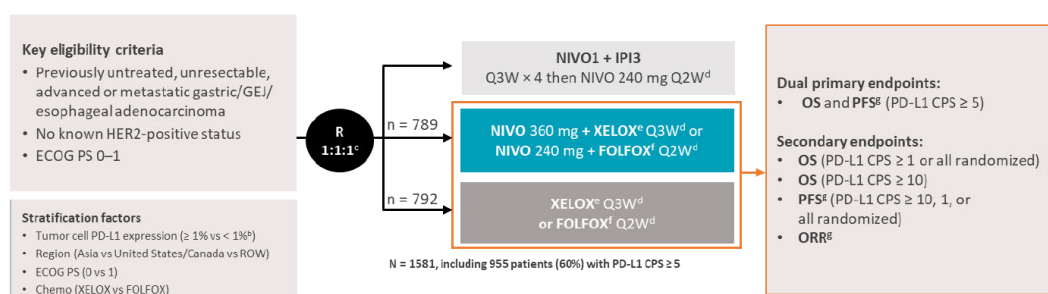 Key eligibility criteria
• Previously untreated, unresectable,
advanced or metastatic gastric/GEJ/
esophageal adenocarcinoma
• No known HER2-positive status
• ECOG PS 0–1
Stratification factors
• Tumor cell PD-L1 expression (≥ 1% vs < 1%ᵇ)
• Region (Asia vs United States/Canada vs ROW)
• ECOG PS (0 vs 1)
• Chemo (XELOX vs FOLFOX)
R
1:1:1ᶜ
n = 789
n = 792
NIVO1 + IPI3
Q3W × 4 then NIVO 240 mg Q2Wᵈ
NIVO 360 mg + XELOXᵉ Q3Wᵈ or
NIVO 240 mg + FOLFOXᶠ Q2Wᵈ
XELOXᵉ Q3Wᵈ
or FOLFOXᶠ Q2Wᵈ
N = 1581, including 955 patients (60%) with PD-L1 CPS ≥ 5
Dual primary endpoints:
• OS and PFSᵍ (PD-L1 CPS ≥ 5)
Secondary endpoints:
• OS (PD-L1 CPS ≥ 1 or all randomized)
• OS (PD-L1 CPS ≥ 10)
• PFSᵍ (PD-L1 CPS ≥ 10, 1, or
all randomized)
• ORRᵍ